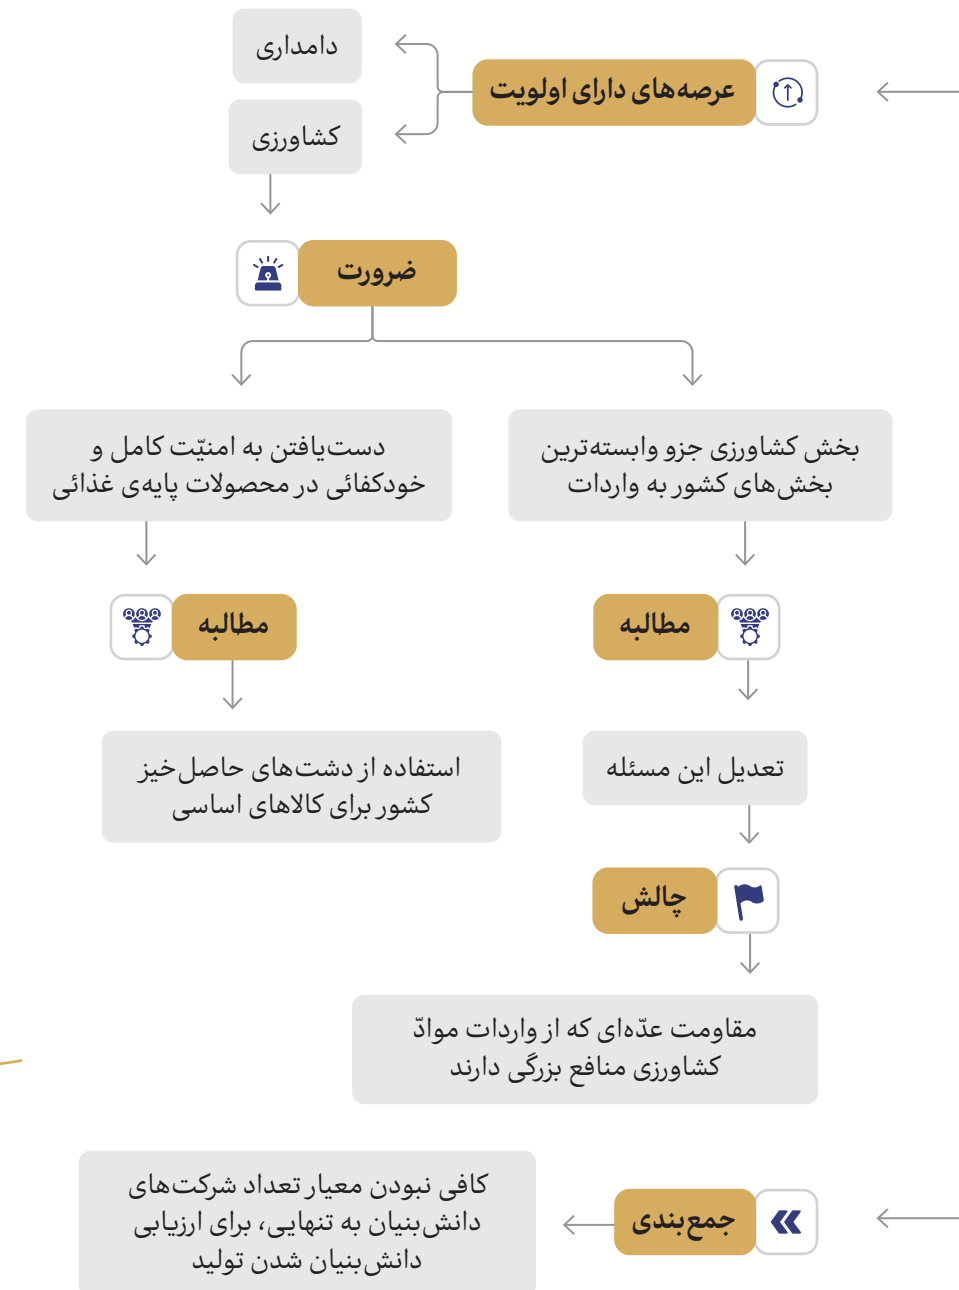 عرصه‌های دارای اولویت
دامداری
کشاورزی
ضرورت
بخش کشاورزی جزو وابسته‌ترین
بخش‌های کشور به واردات
دست‌یافتن به امنیّت کامل و
خودکفائی در محصولات پایه‌ی غذائی
مطالبه
مطالبه
تعدیل این مسئله
استفاده از دشت‌های حاصل‌خیز
کشور برای کالاهای اساسی
چالش
مقاومت عدّه‌ای که از واردات موادّ
کشاورزی منافع بزرگی دارند
جمع‌بندی
کافی نبودن معیار تعداد شرکت‌های
دانش‌بنیان به تنهایی، برای ارزیابی
دانش‌بنیان شدن تولید